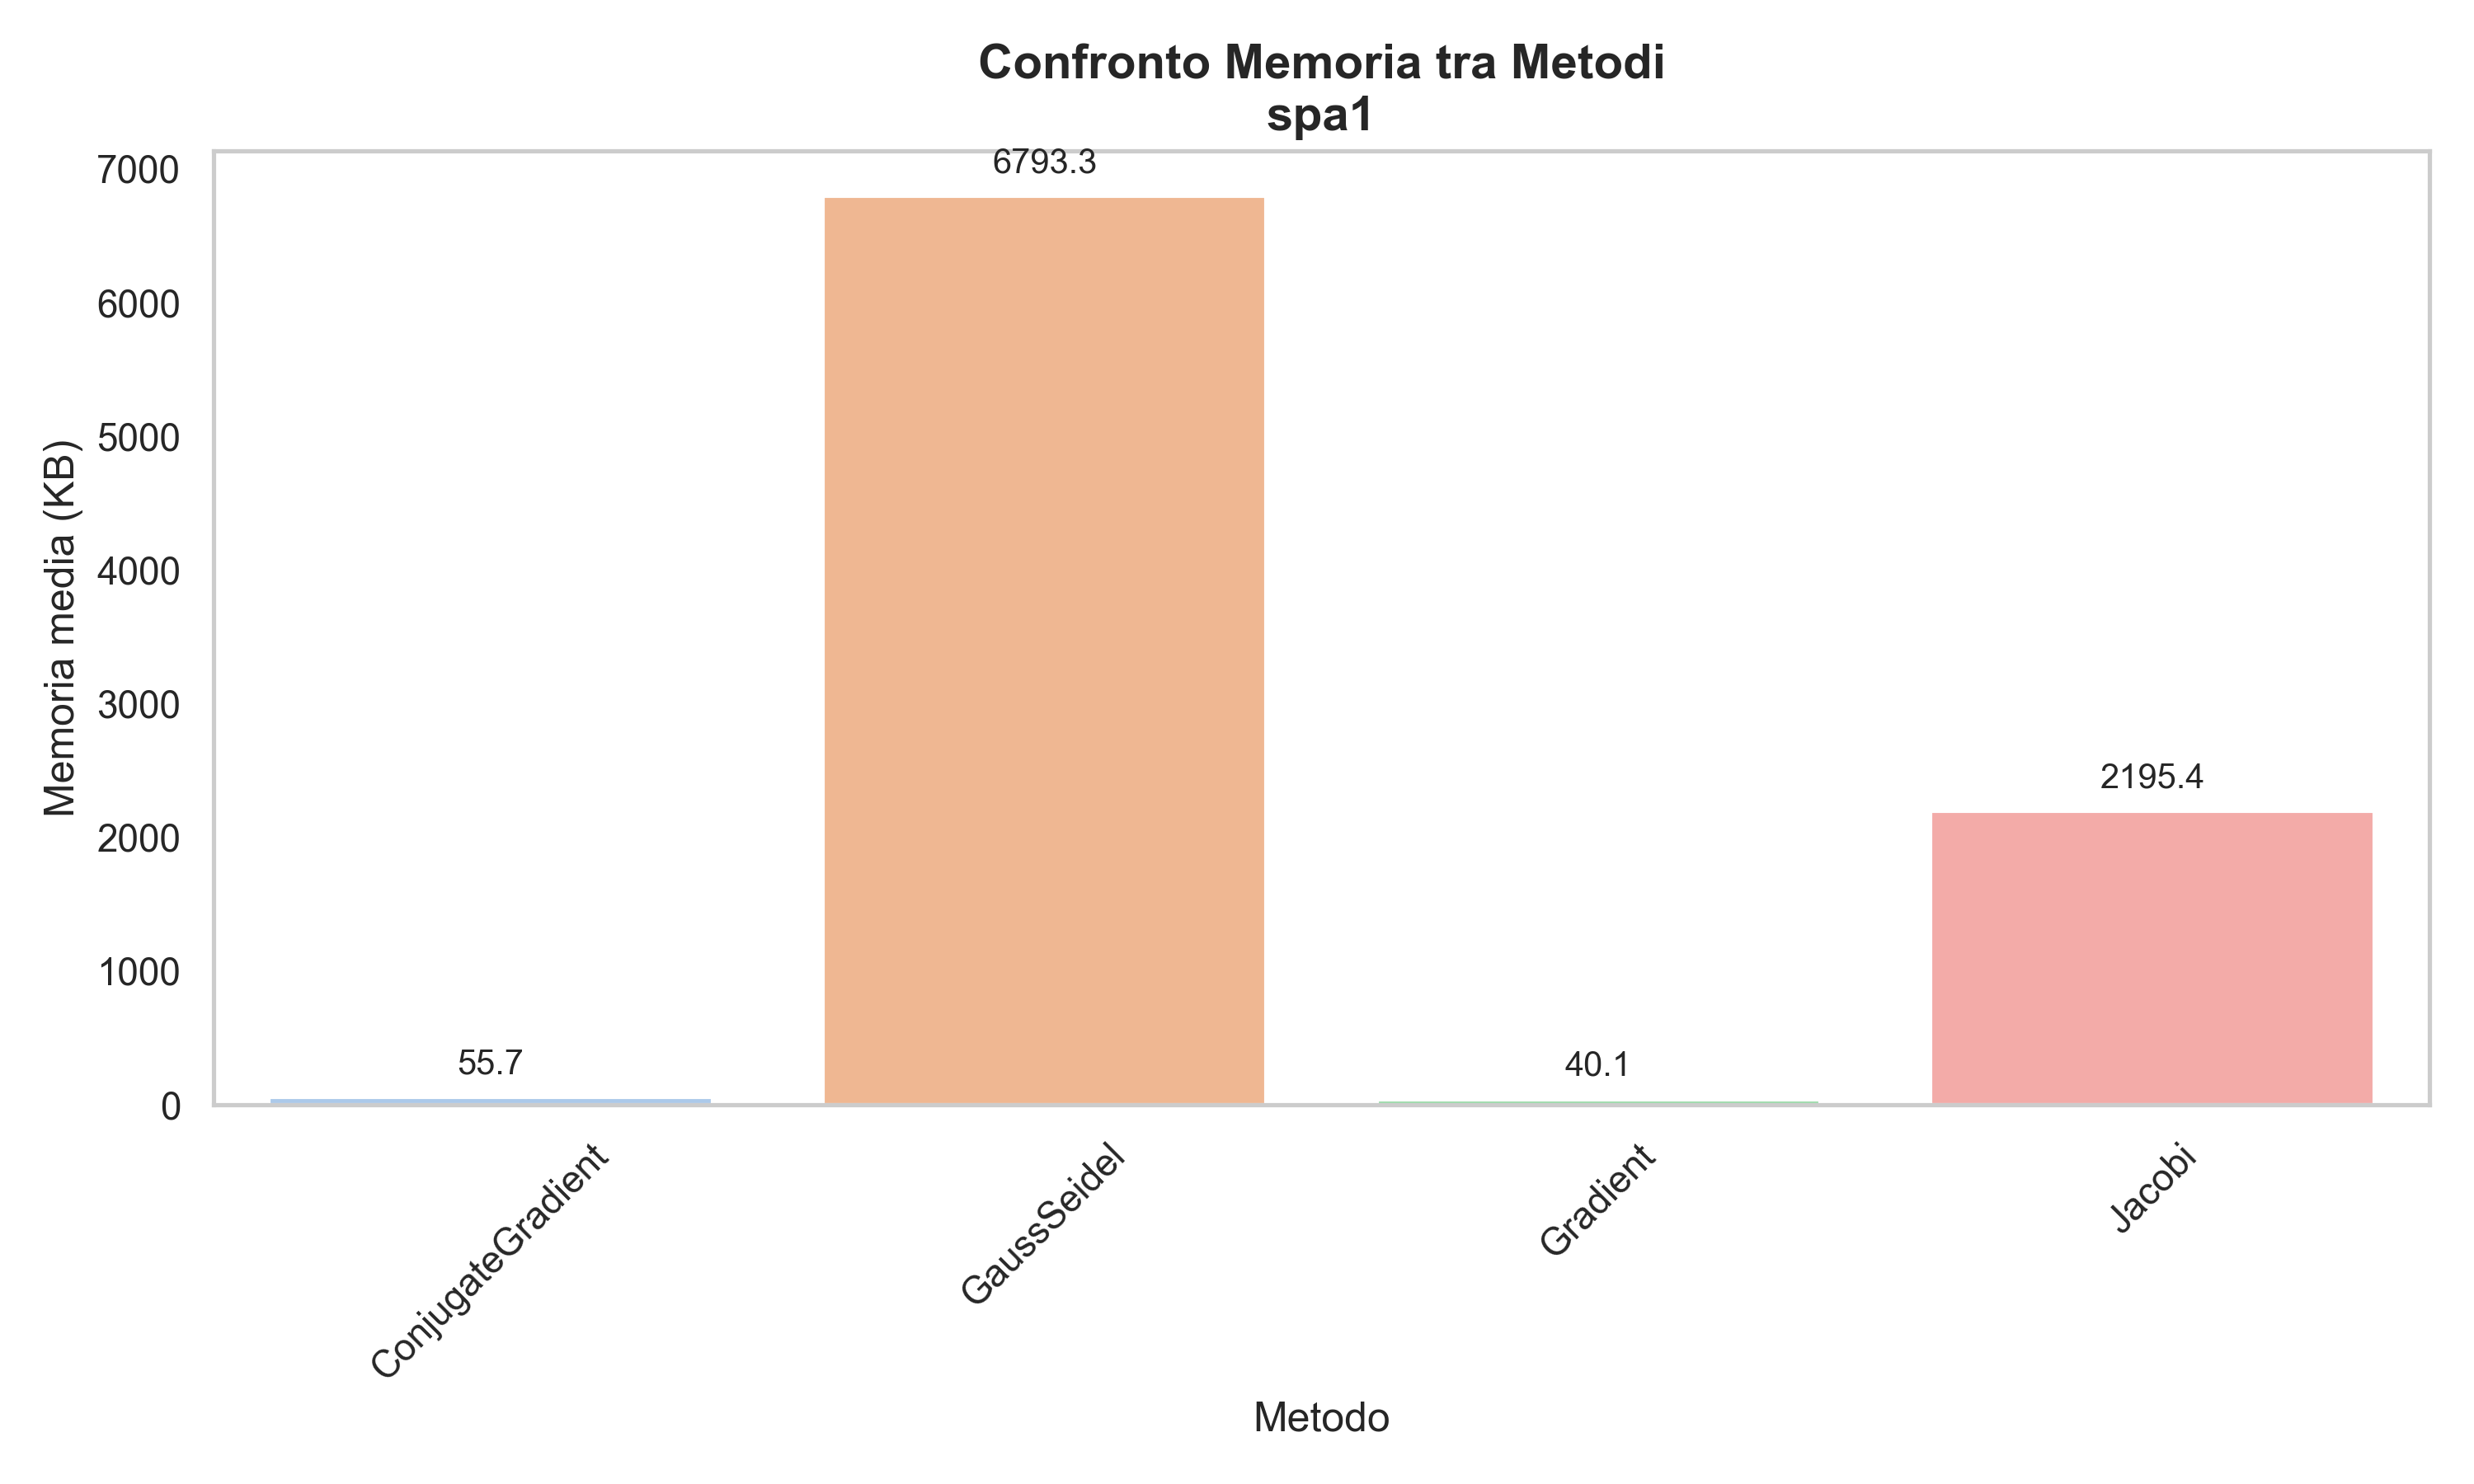 Confronto Memoria tra Metodi
spa1
Memoria media (KB)
7000
6000
5000
4000
3000
2000
1000
0
55.7
6793.3
40.1
2195.4
ConjugateGradient
GaussSeidel
Gradient
Jacobi
Metodo